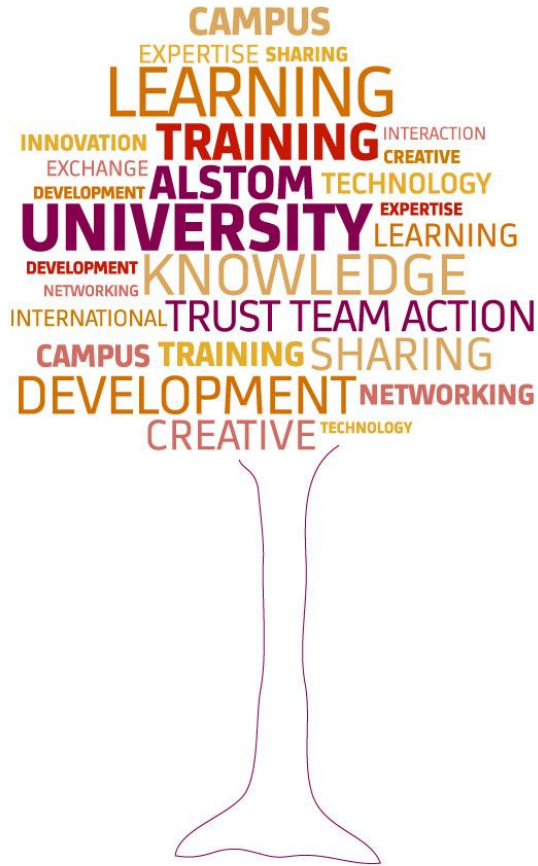 CAMPUS
EXPERTISE SHARING
LEARNING
INNOVATION TRAINING INTERACTION
EXCHANGE CREATIVE
DEVELOPMENT ALSTOM TECHNOLOGY
UNIVERSITY EXPERTISE
LEARNING
DEVELOPMENT KNOWLEDGE
NETWORKING
INTERNATIONAL TRUST TEAM ACTION
CAMPUS TRAINING SHARING
DEVELOPMENT NETWORKING
CREATIVE TECHNOLOGY